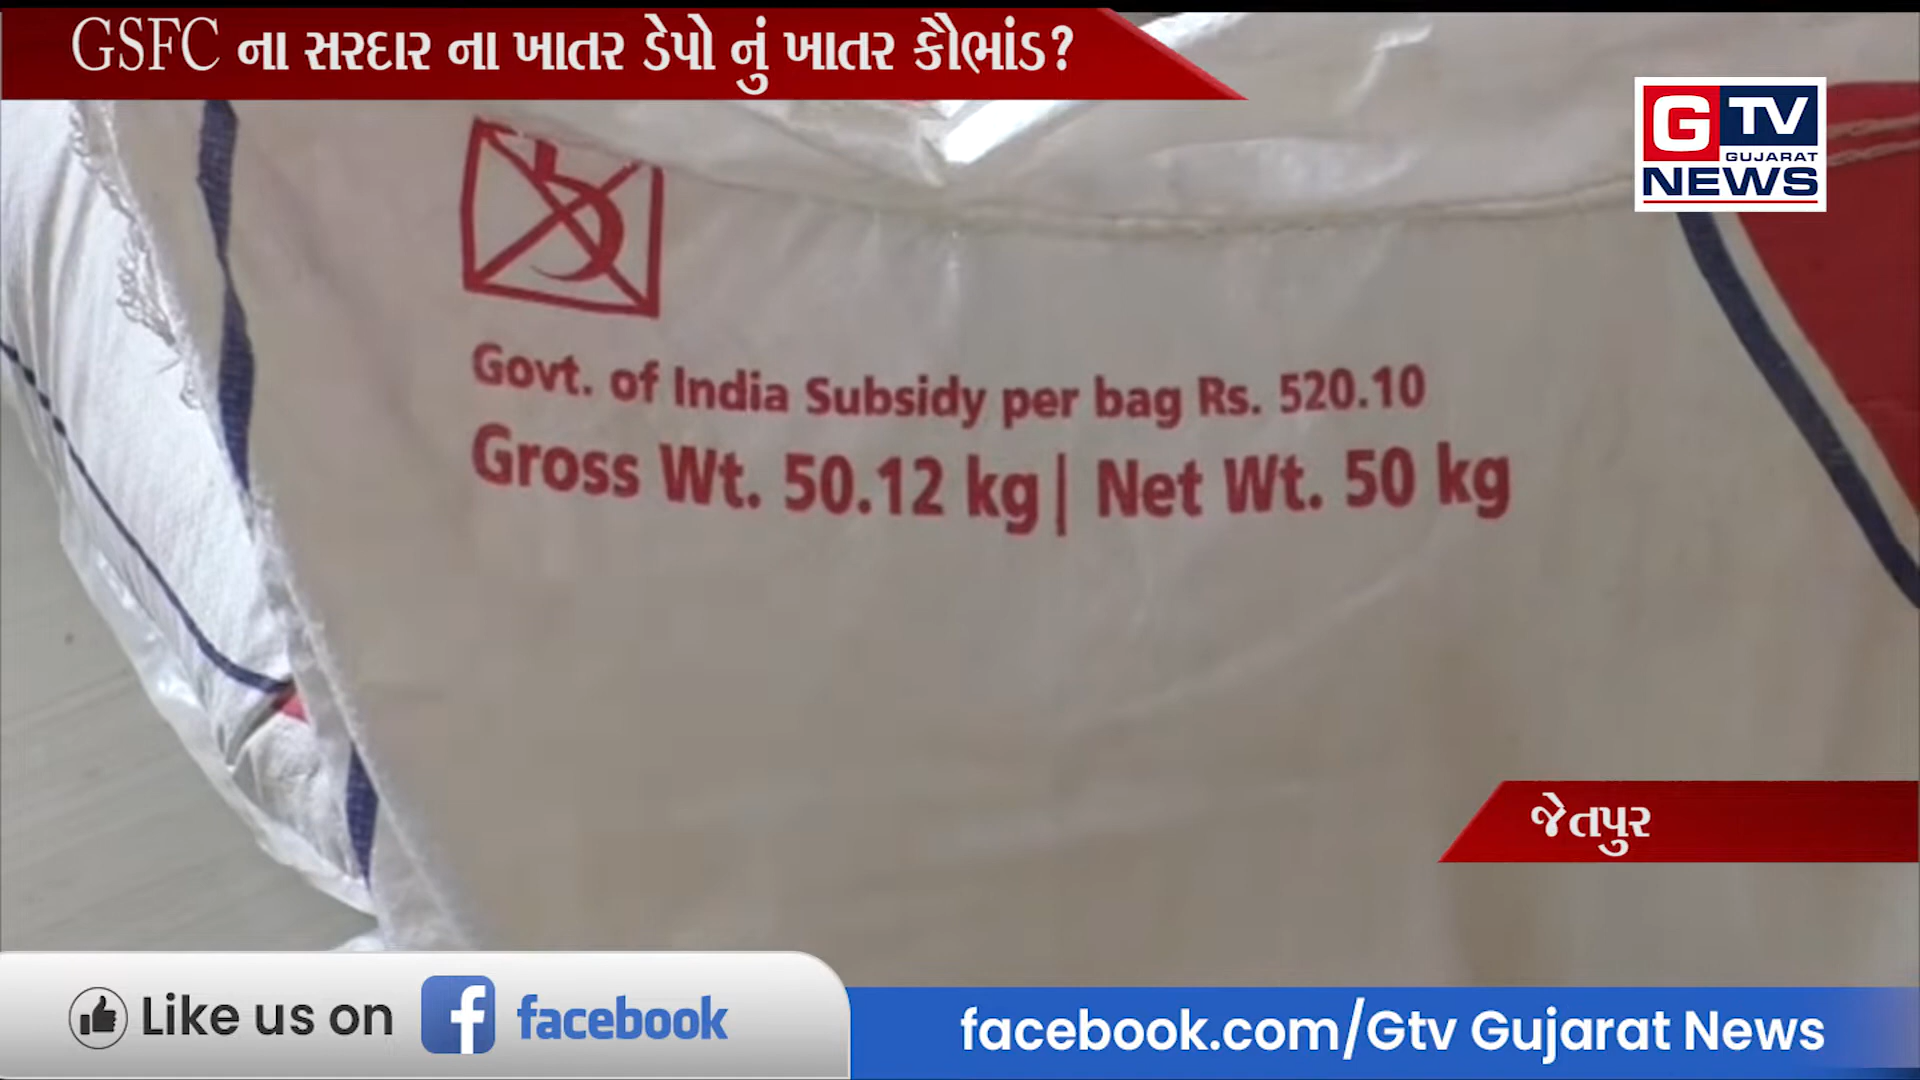 GSFC ના સરદાર ના ખાતર ડેપો નું ખાતર કૌભાંડ?
G TV
GUJARAT
NEWS
Govt. of India Subsidy per bag Rs. 520.10
Gross Wt. 50.12 kg | Net Wt. 50 kg
જેતપુર
Like us on f facebook
facebook.com/Gtv Gujarat News